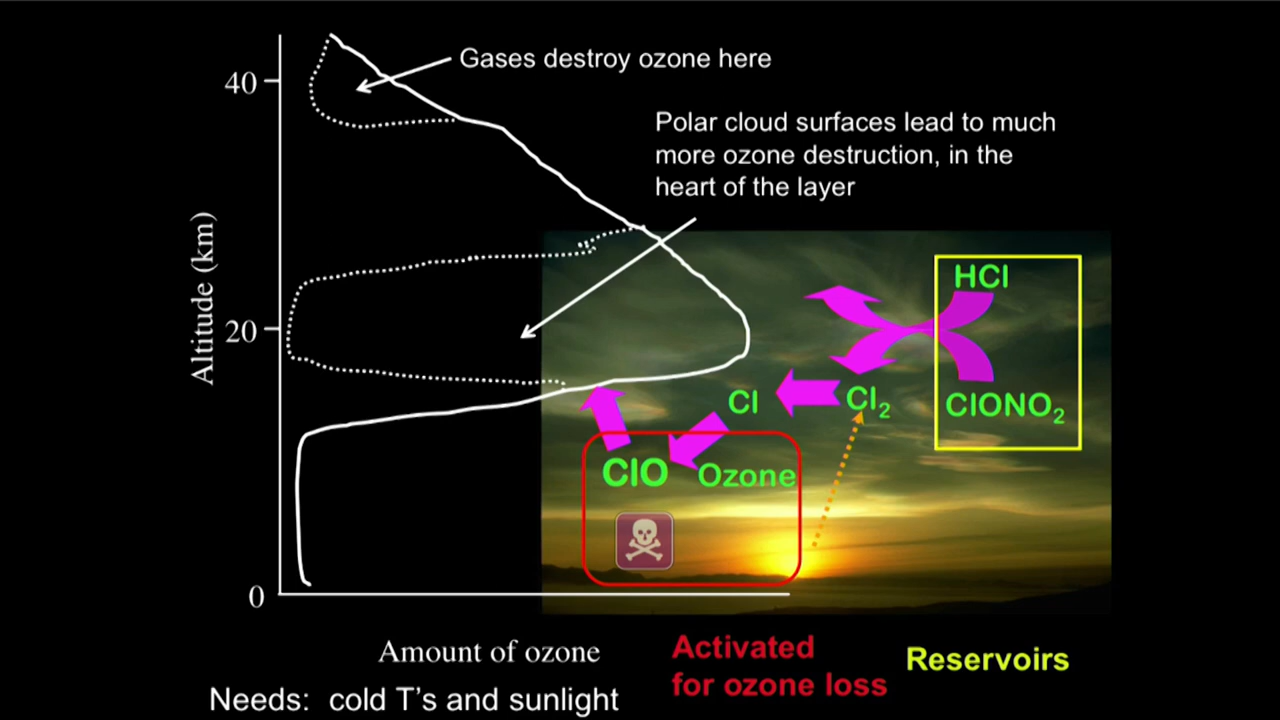 40
Gases destroy ozone here
Polar cloud surfaces lead to much
more ozone destruction, in the
heart of the layer
Altitude (km)
20
HCl
Cl
Cl₂
ClONO₂
ClO
Ozone
0
Amount of ozone
Activated
for ozone loss
Reservoirs
Needs: cold T's and sunlight